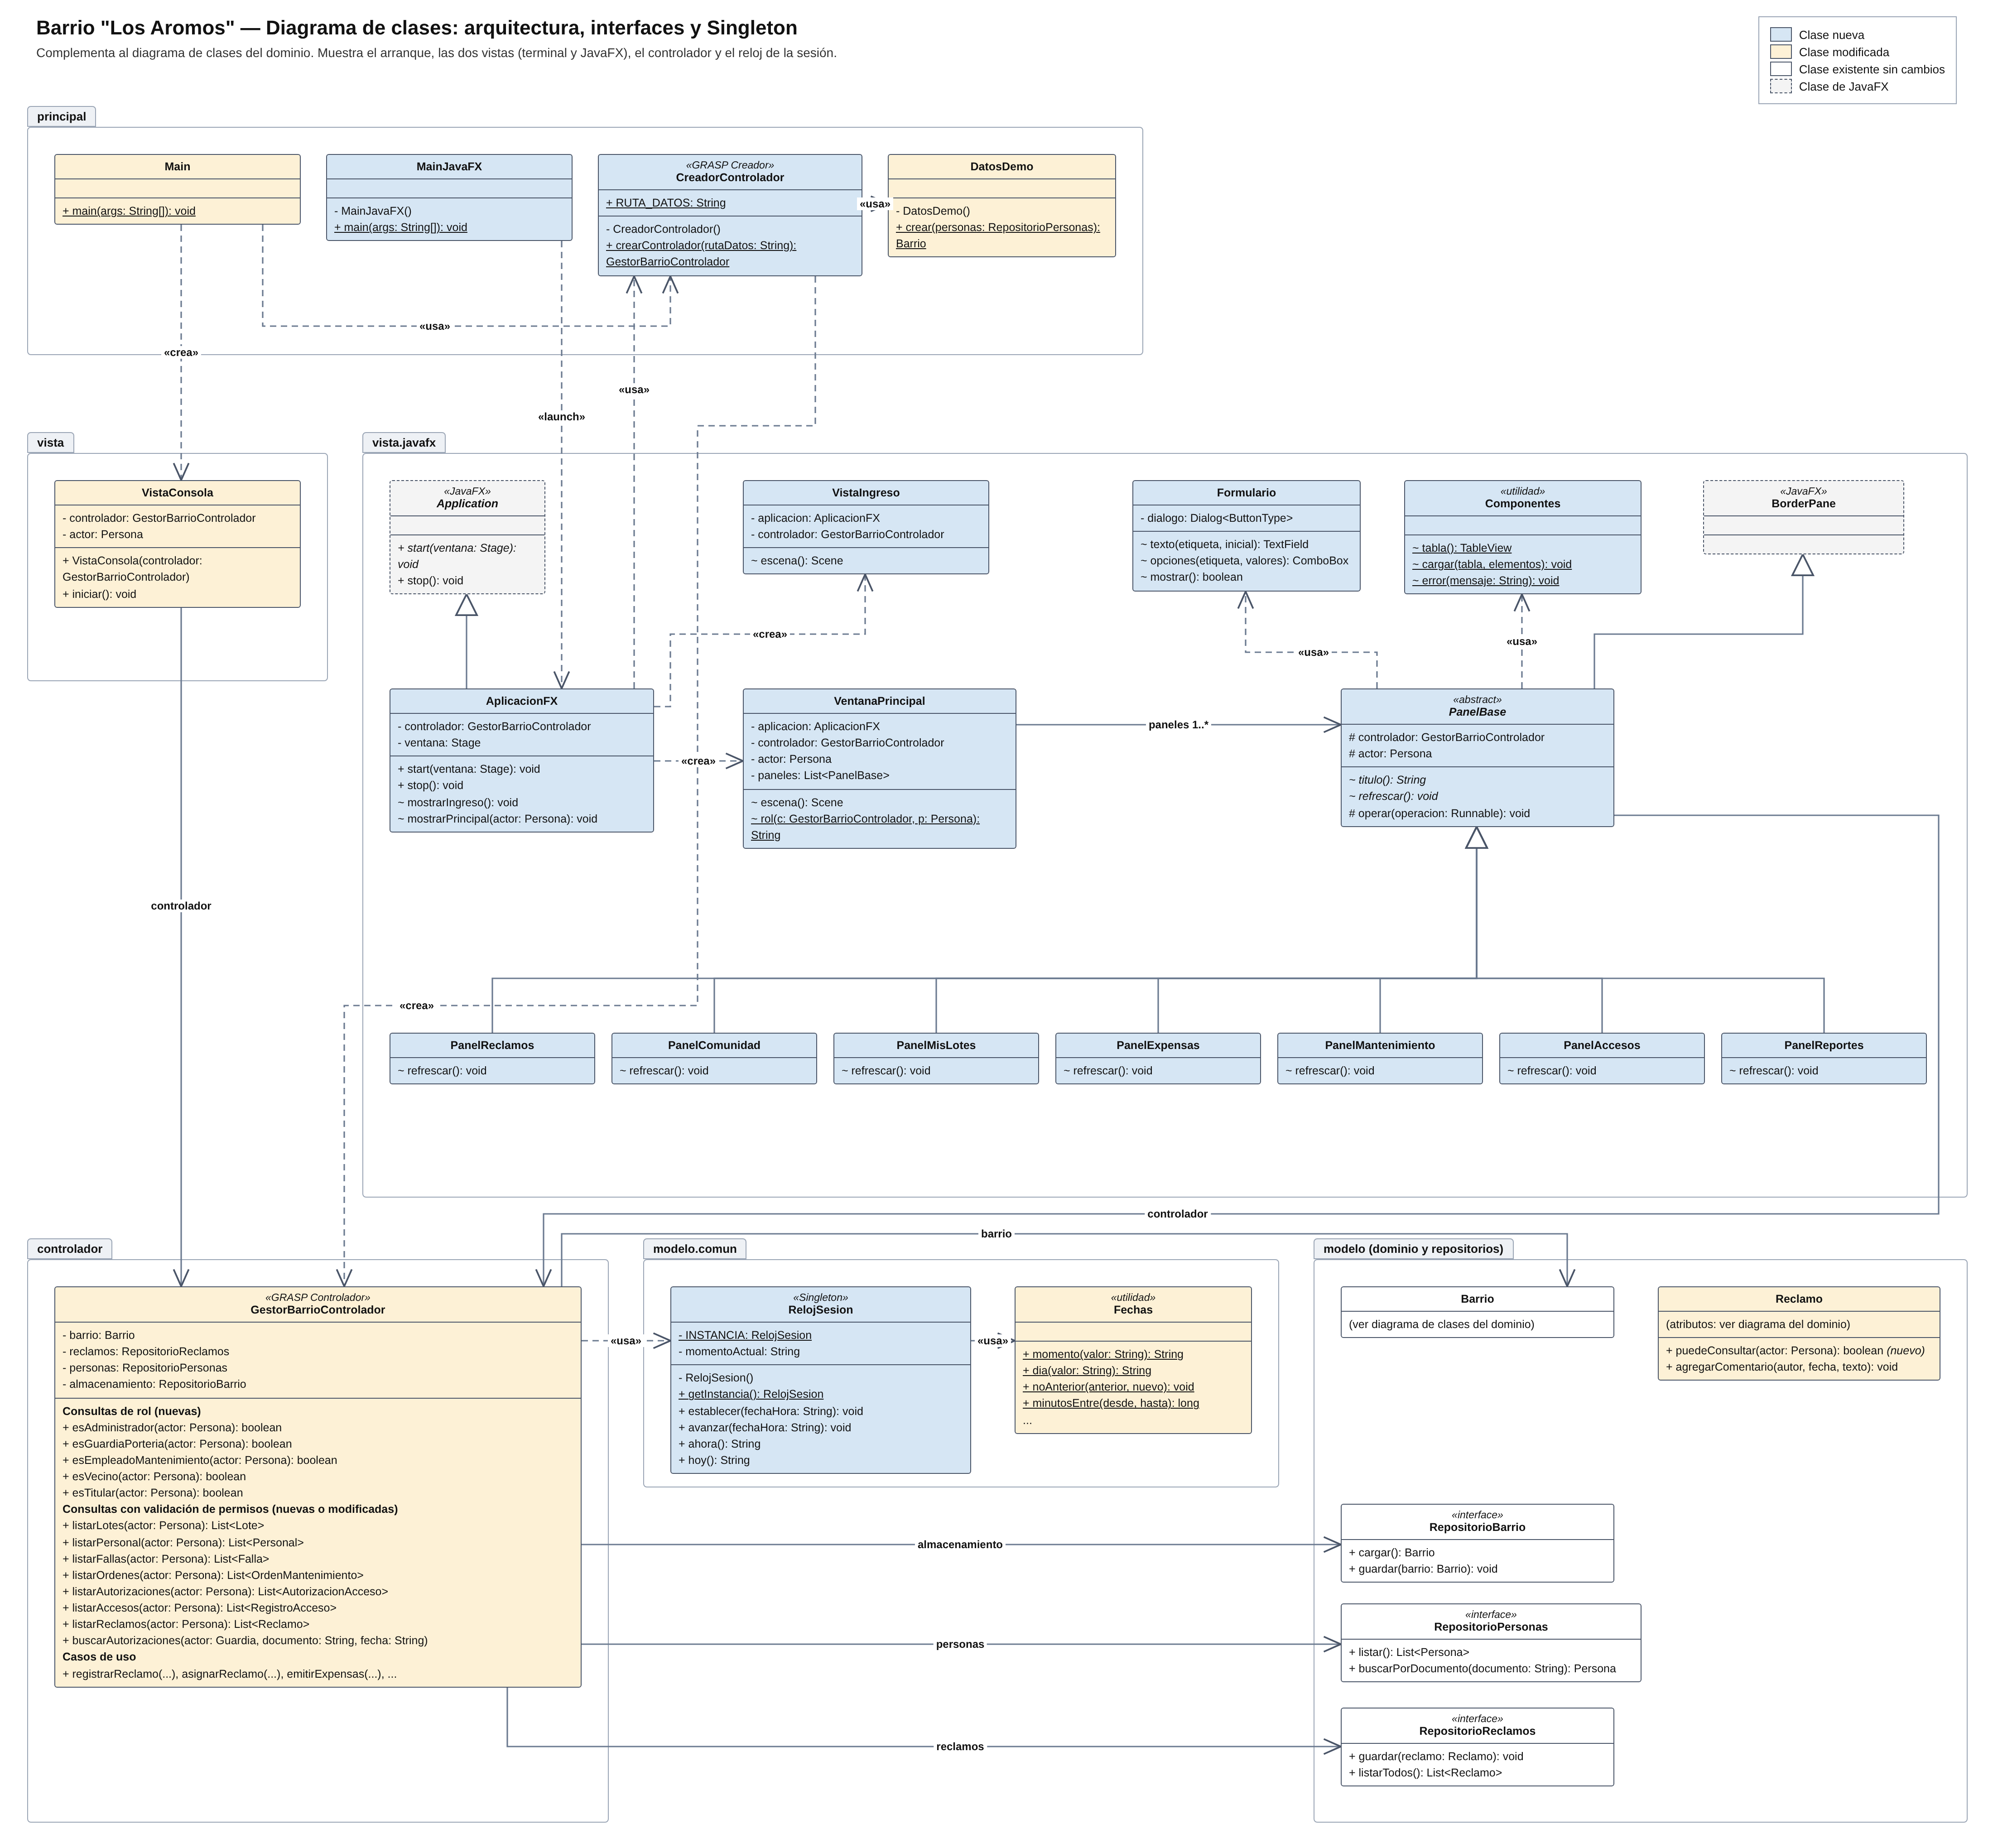 Barrio "Los Aromos" — Diagrama de clases: arquitectura, interfaces y Singleton
Complementa al diagrama de clases del dominio. Muestra el arranque, las dos vistas (terminal y JavaFX), el controlador y el reloj de la sesión.
Clase nueva
Clase modificada
Clase existente sin cambios
Clase de JavaFX
principal
Main
+ main(args: String[]): void
MainJavaFX
- MainJavaFX()
+ main(args: String[]): void
«GRASP Creador»
CreadorControlador
+ RUTA_DATOS: String
- CreadorControlador()
+ crearControlador(rutaDatos: String):
GestorBarrioControlador
«usa»
DatosDemo
- DatosDemo()
+ crear(personas: RepositorioPersonas):
Barrio
«usa»
«crea»
«usa»
«launch»
vista
VistaConsola
- controlador: GestorBarrioControlador
- actor: Persona
+ VistaConsola(controlador:
GestorBarrioControlador)
+ iniciar(): void
vista.javafx
«JavaFX»
Application
+ start(ventana: Stage):
void
+ stop(): void
VistaIngreso
- aplicacion: AplicacionFX
- controlador: GestorBarrioControlador
~ escena(): Scene
Formulario
- dialogo: Dialog<ButtonType>
~ texto(etiqueta, inicial): TextField
~ opciones(etiqueta, valores): ComboBox
~ mostrar(): boolean
«utilidad»
Componentes
~ tabla(): TableView
~ cargar(tabla, elementos): void
~ error(mensaje: String): void
«JavaFX»
BorderPane
«crea»
«usa»
«usa»
AplicacionFX
- controlador: GestorBarrioControlador
- ventana: Stage
+ start(ventana: Stage): void
+ stop(): void
~ mostrarIngreso(): void
~ mostrarPrincipal(actor: Persona): void
«crea»
VentanaPrincipal
- aplicacion: AplicacionFX
- controlador: GestorBarrioControlador
- actor: Persona
- paneles: List<PanelBase>
~ escena(): Scene
~ rol(c: GestorBarrioControlador, p: Persona):
String
paneles 1..*
«abstract»
PanelBase
# controlador: GestorBarrioControlador
# actor: Persona
~ titulo(): String
~ refrescar(): void
# operar(operacion: Runnable): void
controlador
«crea»
PanelReclamos
~ refrescar(): void
PanelComunidad
~ refrescar(): void
PanelMisLotes
~ refrescar(): void
PanelExpensas
~ refrescar(): void
PanelMantenimiento
~ refrescar(): void
PanelAccesos
~ refrescar(): void
PanelReportes
~ refrescar(): void
controlador
barrio
controlador
«GRASP Controlador»
GestorBarrioControlador
- barrio: Barrio
- reclamos: RepositorioReclamos
- personas: RepositorioPersonas
- almacenamiento: RepositorioBarrio
Consultas de rol (nuevas)
+ esAdministrador(actor: Persona): boolean
+ esGuardiaPorteria(actor: Persona): boolean
+ esEmpleadoMantenimiento(actor: Persona): boolean
+ esVecino(actor: Persona): boolean
+ esTitular(actor: Persona): boolean
Consultas con validación de permisos (nuevas o modificadas)
+ listarLotes(actor: Persona): List<Lote>
+ listarPersonal(actor: Persona): List<Personal>
+ listarFallas(actor: Persona): List<Falla>
+ listarOrdenes(actor: Persona): List<OrdenMantenimiento>
+ listarAutorizaciones(actor: Persona): List<AutorizacionAcceso>
+ listarAccesos(actor: Persona): List<RegistroAcceso>
+ listarReclamos(actor: Persona): List<Reclamo>
+ buscarAutorizaciones(actor: Guardia, documento: String, fecha: String)
Casos de uso
+ registrarReclamo(...), asignarReclamo(...), emitirExpensas(...), ...
«usa»
modelo.comun
«Singleton»
RelojSesion
- INSTANCIA: RelojSesion
- momentoActual: String
- RelojSesion()
+ getInstancia(): RelojSesion
+ establecer(fechaHora: String): void
+ avanzar(fechaHora: String): void
+ ahora(): String
+ hoy(): String
«usa»
«utilidad»
Fechas
+ momento(valor: String): String
+ dia(valor: String): String
+ noAnterior(anterior, nuevo): void
+ minutosEntre(desde, hasta): long
...
modelo (dominio y repositorios)
Barrio
(ver diagrama de clases del dominio)
Reclamo
(atributos: ver diagrama del dominio)
+ puedeConsultar(actor: Persona): boolean (nuevo)
+ agregarComentario(autor, fecha, texto): void
almacenamiento
«interface»
RepositorioBarrio
+ cargar(): Barrio
+ guardar(barrio: Barrio): void
personas
«interface»
RepositorioPersonas
+ listar(): List<Persona>
+ buscarPorDocumento(documento: String): Persona
reclamos
«interface»
RepositorioReclamos
+ guardar(reclamo: Reclamo): void
+ listarTodos(): List<Reclamo>